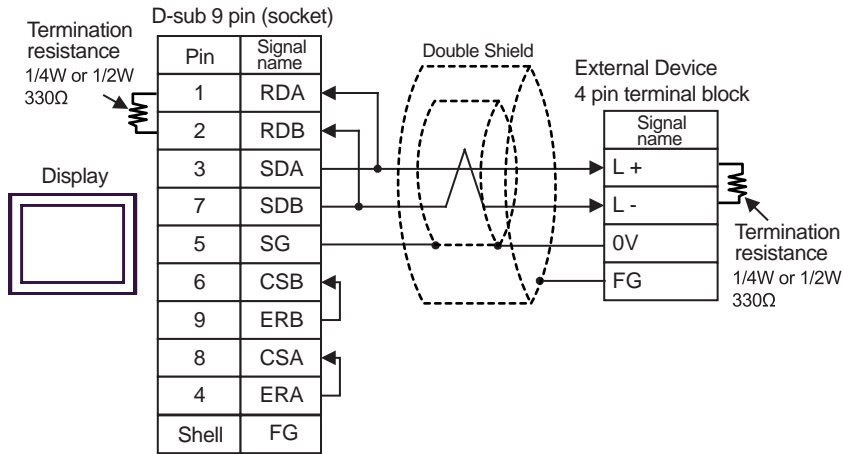 D-sub 9 pin (socket)
Termination
resistance
1/4W or 1/2W
330Ω
Display
Pin Signal name
1 RDA
2 RDB
3 SDA
7 SDB
5 SG
6 CSB
9 ERB
8 CSA
4 ERA
Shell FG
Double Shield
External Device
4 pin terminal block
Signal
name
L +
L -
0V
FG
Termination
resistance
1/4W or 1/2W
330Ω